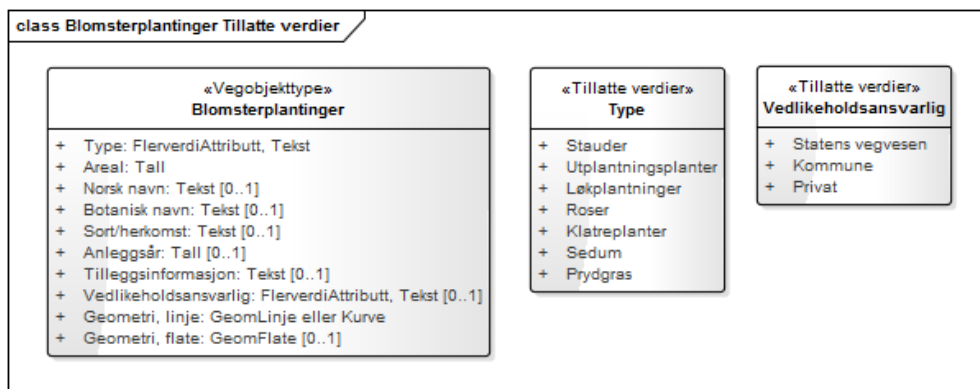 class Blomsterplantinger Tillatte verdier
«Vegobjekttype»
Blomsterplantinger
+ Type: FlerverdiAttributt, Tekst
+ Areal: Tall
+ Norsk navn: Tekst [0..1]
+ Botanisk navn: Tekst [0..1]
+ Sort/herkomst: Tekst [0..1]
+ Anleggsår: Tall [0..1]
+ Tilleggsinformasjon: Tekst [0..1]
+ Vedlikeholdsansvarlig: FlerverdiAttributt, Tekst [0..1]
+ Geometri, linje: GeomLinje eller Kurve
+ Geometri, flate: GeomFlate [0..1]
«Tillatte verdier»
Type
+ Stauder
+ Utplantningsplanter
+ Løkplantninger
+ Roser
+ Klatreplanter
+ Sedum
+ Prydgras
«Tillatte verdier»
Vedlikeholdsansvarlig
+ Statens vegvesen
+ Kommune
+ Privat